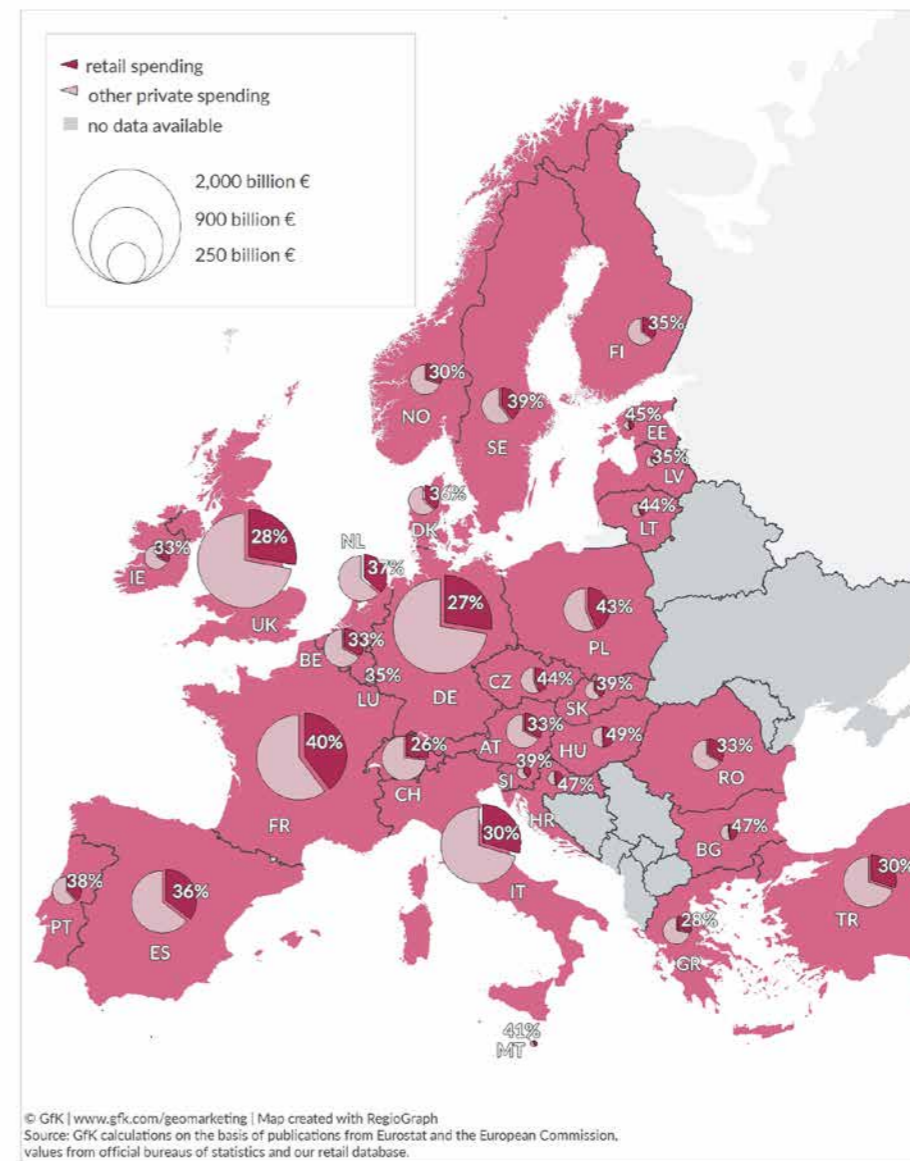 retail spending
other private spending
no data available
2,000 billion €
900 billion €
250 billion €
35%
FI
30%
NO
39%
SE
45%
EE
35%
LV
36%
DK
44%
LT
28%
UK
33%
IE
NL
37%
27%
DE
43%
PL
33%
BE
35%
LU
44%
CZ
39%
SK
40%
FR
26%
CH
33%
AT
49%
HU
33%
RO
39%
SI
47%
HR
30%
IT
47%
BG
38%
PT
36%
ES
30%
TR
28%
GR
41%
MT
© GfK | www.gfk.com/geomarketing | Map created with RegioGraph
Source: GfK calculations on the basis of publications from Eurostat and the European Commission,
values from official bureaus of statistics and our retail database.